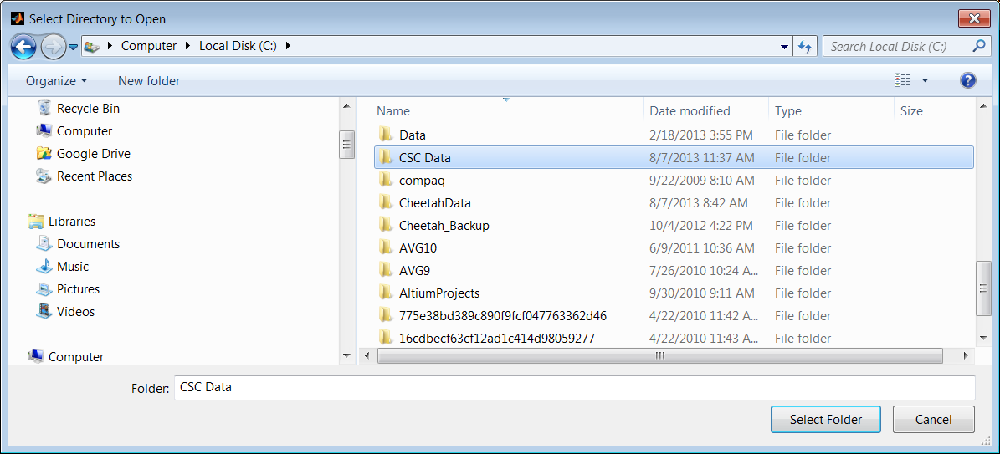 Select Directory to Open
Computer Local Disk (C:) Search Local Disk (C:)
Organize New folder
Recycle Bin
Computer
Google Drive
Recent Places
Libraries
Documents
Music
Pictures
Videos
Computer
Name Date modified Type Size
Data 2/18/2013 3:55 PM File folder
CSC Data 8/7/2013 11:37 AM File folder
compaq 9/22/2009 8:10 AM File folder
CheetahData 8/7/2013 8:42 AM File folder
Cheetah_Backup 10/4/2012 4:22 PM File folder
AVG10 6/9/2011 10:36 AM File folder
AVG9 7/26/2010 10:24 A... File folder
AltiumProjects 9/30/2010 9:11 AM File folder
775e38bd389c890f9fcf047763362d46 4/22/2010 11:42 A... File folder
16cdbecf63cf12ad1c414d98059277 4/22/2010 11:43 A... File folder
Folder: CSC Data
Select Folder Cancel